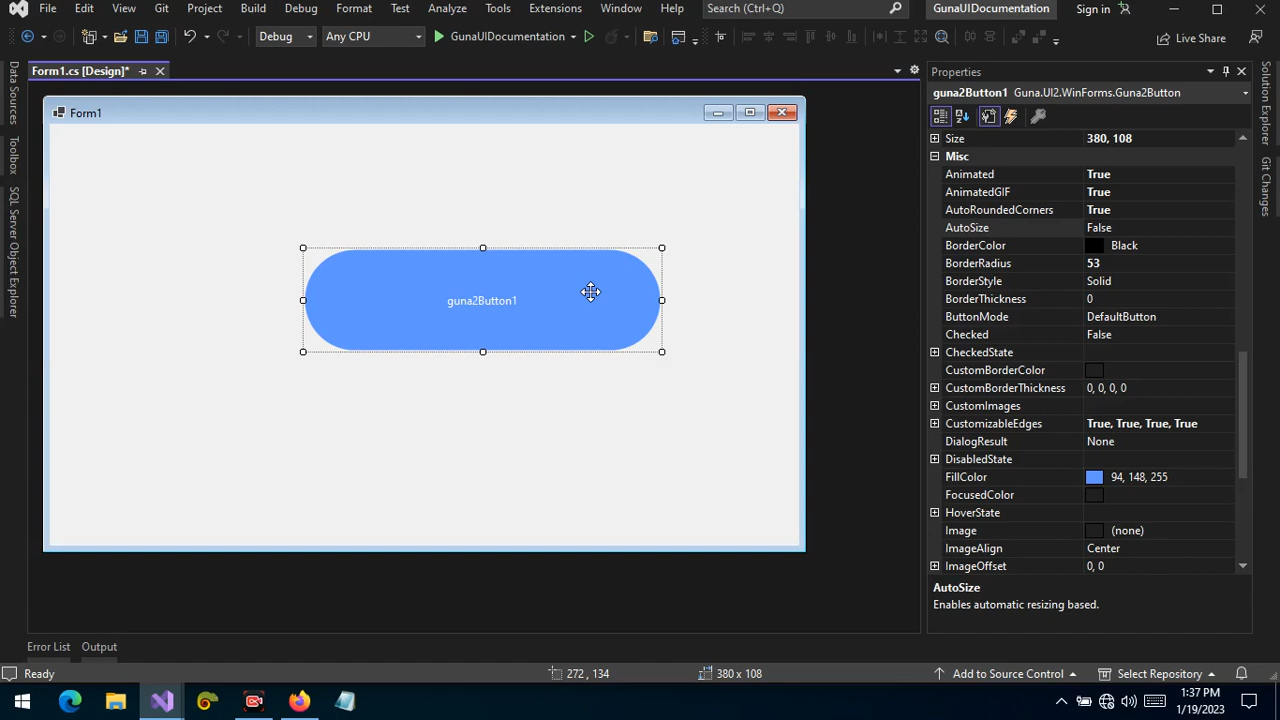 File Edit View Git Project Build Debug Format Test Analyze Tools Extensions Window Help Search (Ctrl+Q) GunaUIDocumentation Sign in
Debug Any CPU GunaUIDocumentation Live Share
Form1.cs [Design]*
Data Sources
Toolbox
SQL Server Object Explorer
Form1
guna2Button1
Properties
guna2Button1 Guna.UI2.WinForms.Guna2Button
Size 380, 108
Misc
Animated True
AnimatedGIF True
AutoRoundedCorners True
AutoSize False
BorderColor Black
BorderRadius 53
BorderStyle Solid
BorderThickness 0
ButtonMode DefaultButton
Checked False
CheckedState
CustomBorderColor
CustomBorderThickness 0, 0, 0, 0
CustomImages
CustomizableEdges True, True, True, True
DialogResult None
DisabledState
FillColor 94, 148, 255
FocusedColor
HoverState
Image (none)
ImageAlign Center
ImageOffset 0, 0
AutoSize
Enables automatic resizing based.
Solution Explorer
Git Changes
Error List Output
Ready 272 , 134 380 x 108 Add to Source Control Select Repository
1:37 PM
1/19/2023